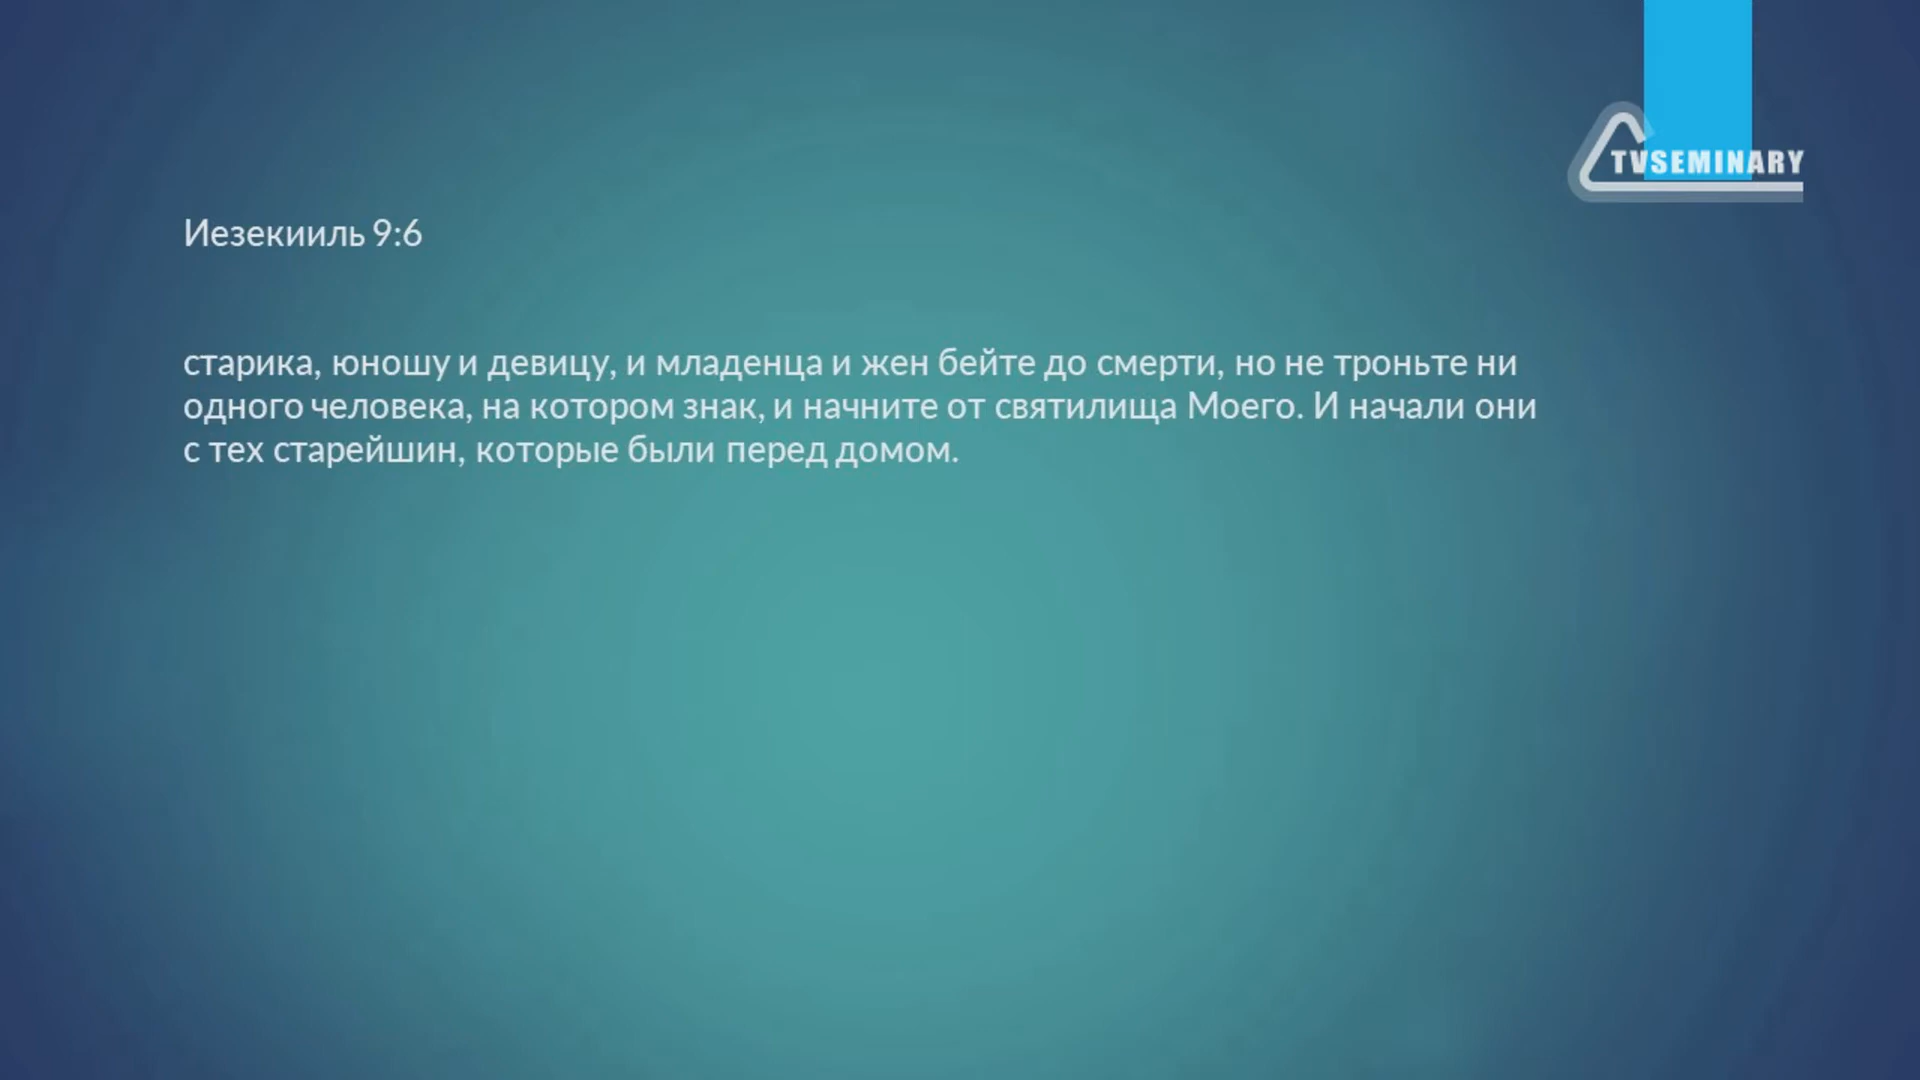 TVSEMINARY
Иезекииль 9:6
старика, юношу и девицу, и младенца и жен бейте до смерти, но не троньте ни
одного человека, на котором знак, и начните от святилища Моего. И начали они
с тех старейшин, которые были перед домом.